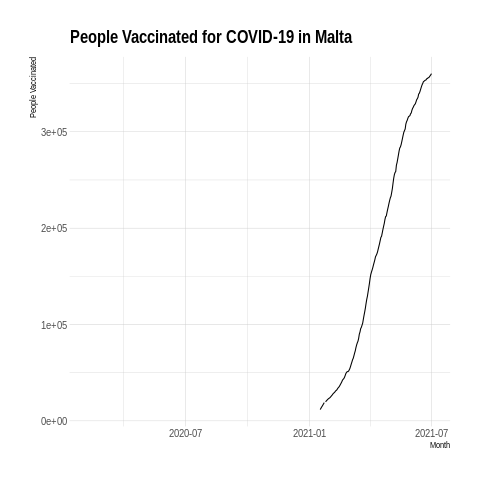 People Vaccinated for COVID-19 in Malta
People Vaccinated
3e+05
2e+05
1e+05
0e+00
2020-07 2021-01 2021-07
Month